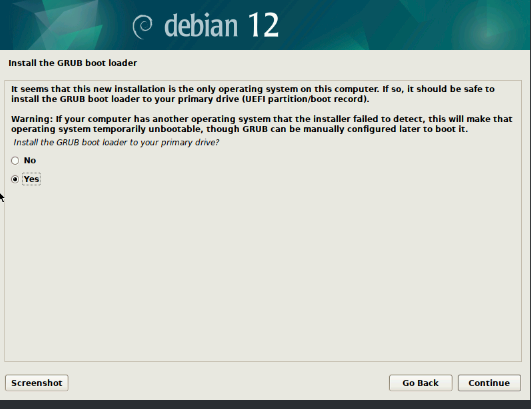 debian 12
Install the GRUB boot loader
It seems that this new installation is the only operating system on this computer. If so, it should be safe to
install the GRUB boot loader to your primary drive (UEFI partition/boot record).
Warning: If your computer has another operating system that the installer failed to detect, this will make that
operating system temporarily unbootable, though GRUB can be manually configured later to boot it.
Install the GRUB boot loader to your primary drive?
No
Yes
Screenshot
Go Back
Continue